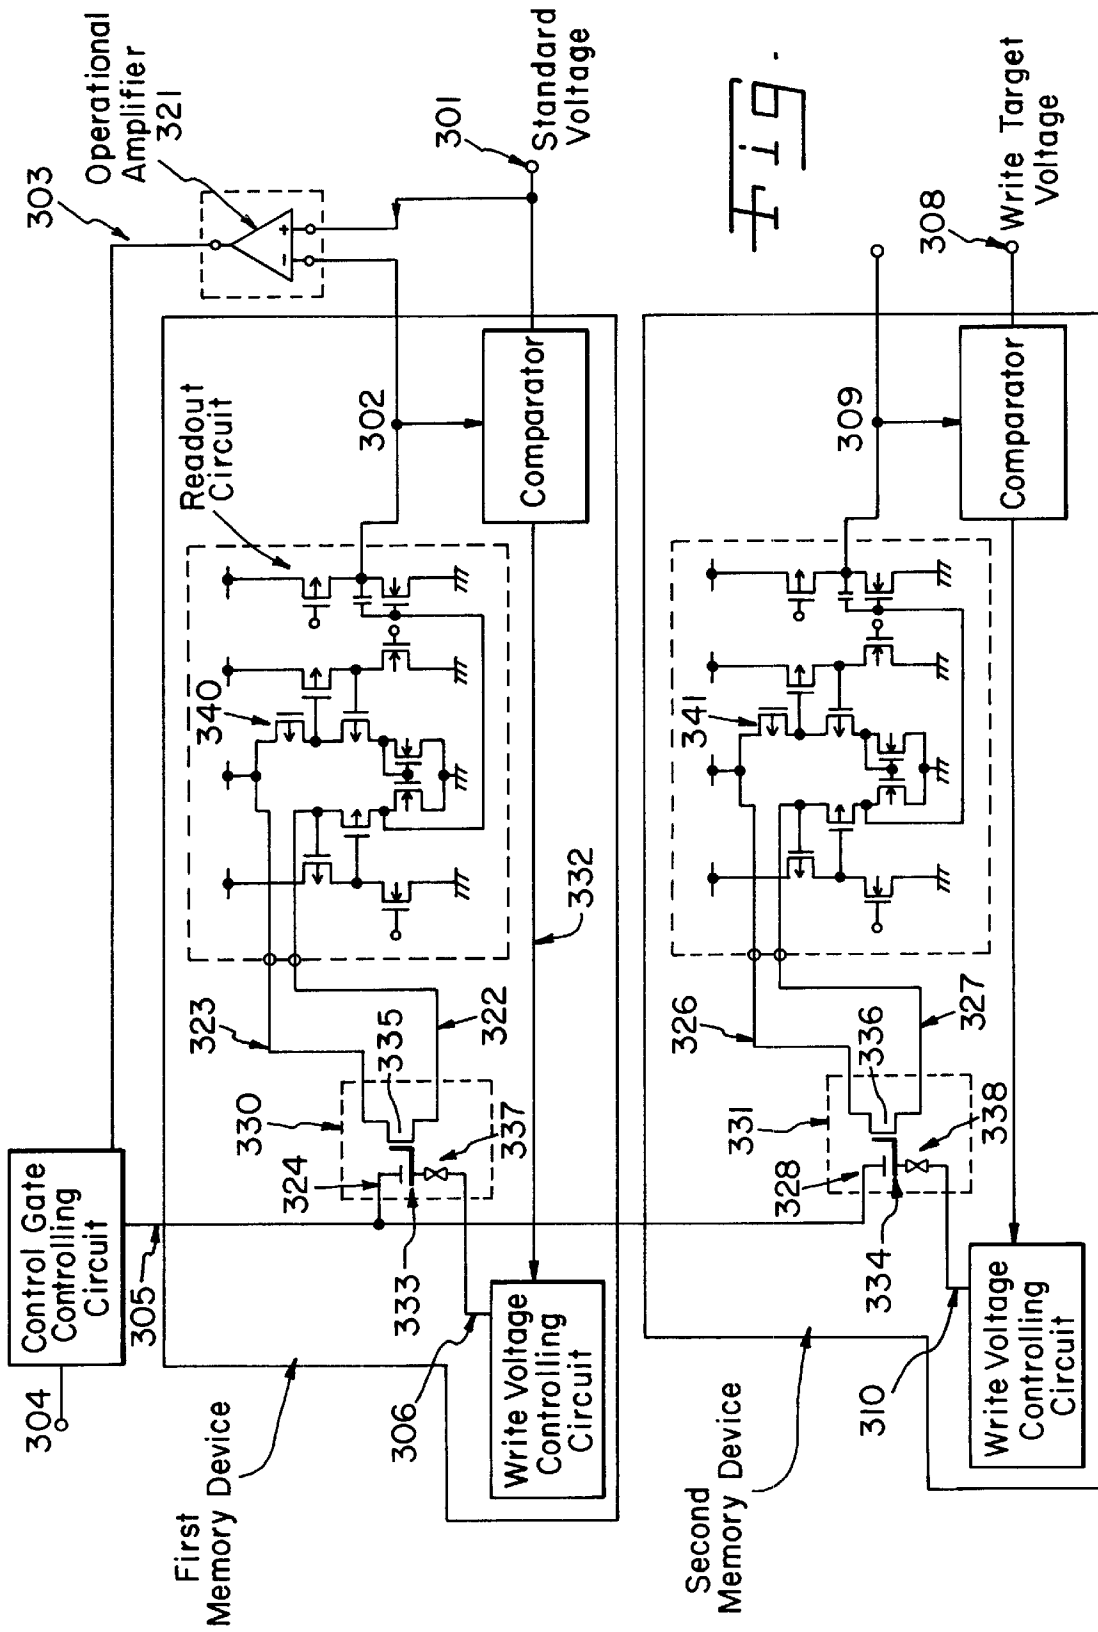 Operational
Amplifier
321
303
301
Standard
Voltage
Fig.
302
Readout
Circuit
Comparator
340
332
323
322
330
335
324
337
333
Control Gate
Controlling
Circuit
304
305
306
Write Voltage
Controlling
Circuit
First
Memory Device
308
Write Target
Voltage
309
Comparator
341
326
327
336
331
338
328
334
310
Write Voltage
Controlling
Circuit
Second
Memory Device
+
-